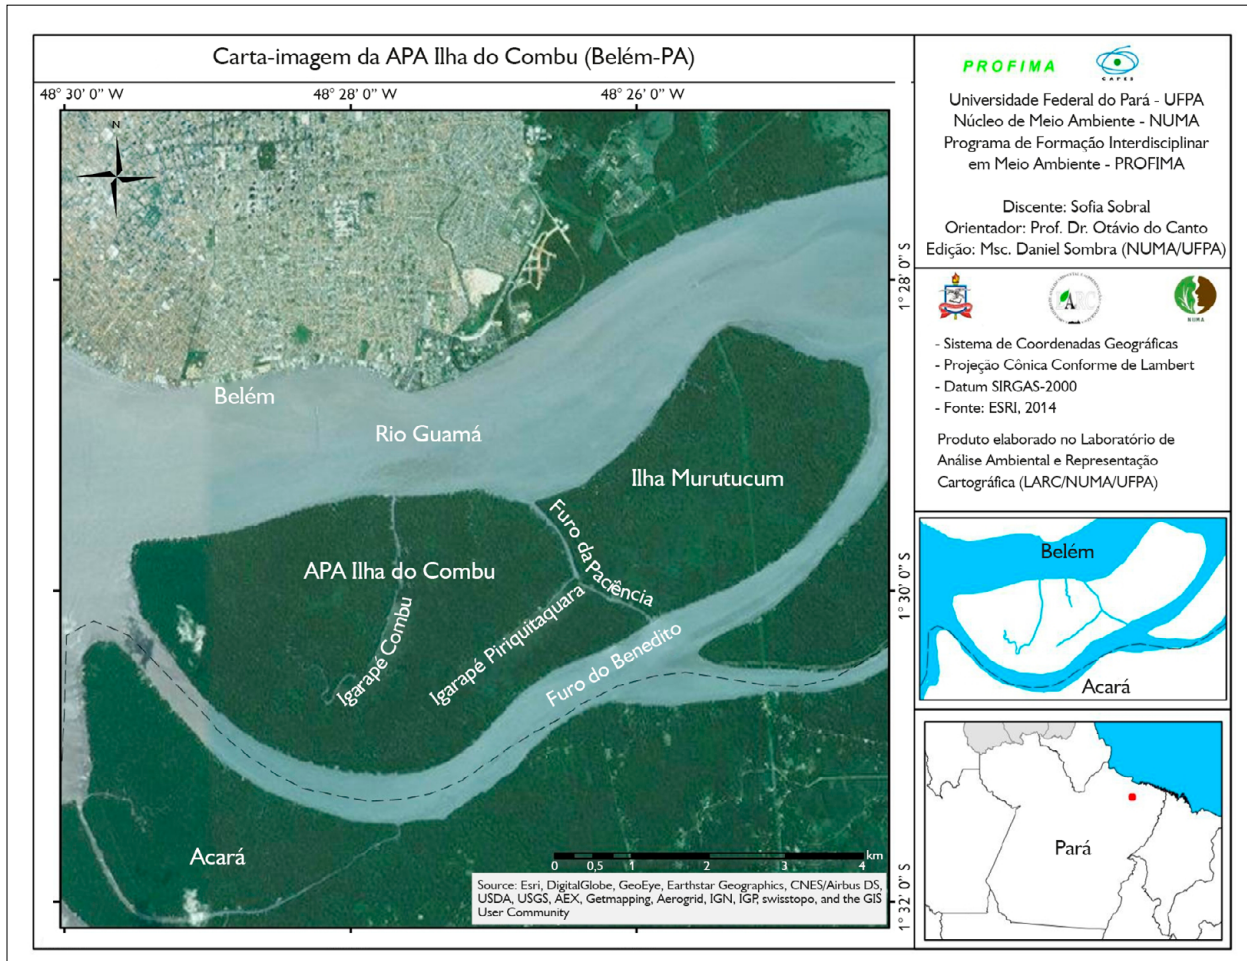 Carta-imagem da APA Ilha do Combu (Belém-PA)
48° 30' 0'' W
48° 28' 0'' W
48° 26' 0'' W
N
Belém
Rio Guamá
Ilha Murutucum
Furo da Paciência
APA Ilha do Combu
Igarapé Combu
Igarapé Piriquitaquara
Furo do Benedito
Acará
km
0 0,5 1 2 3 4
Source: Esri, DigitalGlobe, GeoEye, Earthstar Geographics, CNES/Airbus DS,
USDA, USGS, AEX, Getmapping, Aerogrid, IGN, IGP, swisstopo, and the GIS
User Community
1° 28' 0'' S
1° 30' 0'' S
1° 32' 0'' S
PROFIMA
CAPES
Universidade Federal do Pará - UFPA
Núcleo de Meio Ambiente - NUMA
Programa de Formação Interdisciplinar
em Meio Ambiente - PROFIMA
Discente: Sofia Sobral
Orientador: Prof. Dr. Otávio do Canto
Edição: Msc. Daniel Sombra (NUMA/UFPA)
LARC
NUMA
- Sistema de Coordenadas Geográficas
- Projeção Cônica Conforme de Lambert
- Datum SIRGAS-2000
- Fonte: ESRI, 2014
Produto elaborado no Laboratório de
Análise Ambiental e Representação
Cartográfica (LARC/NUMA/UFPA)
Belém
Acará
Pará